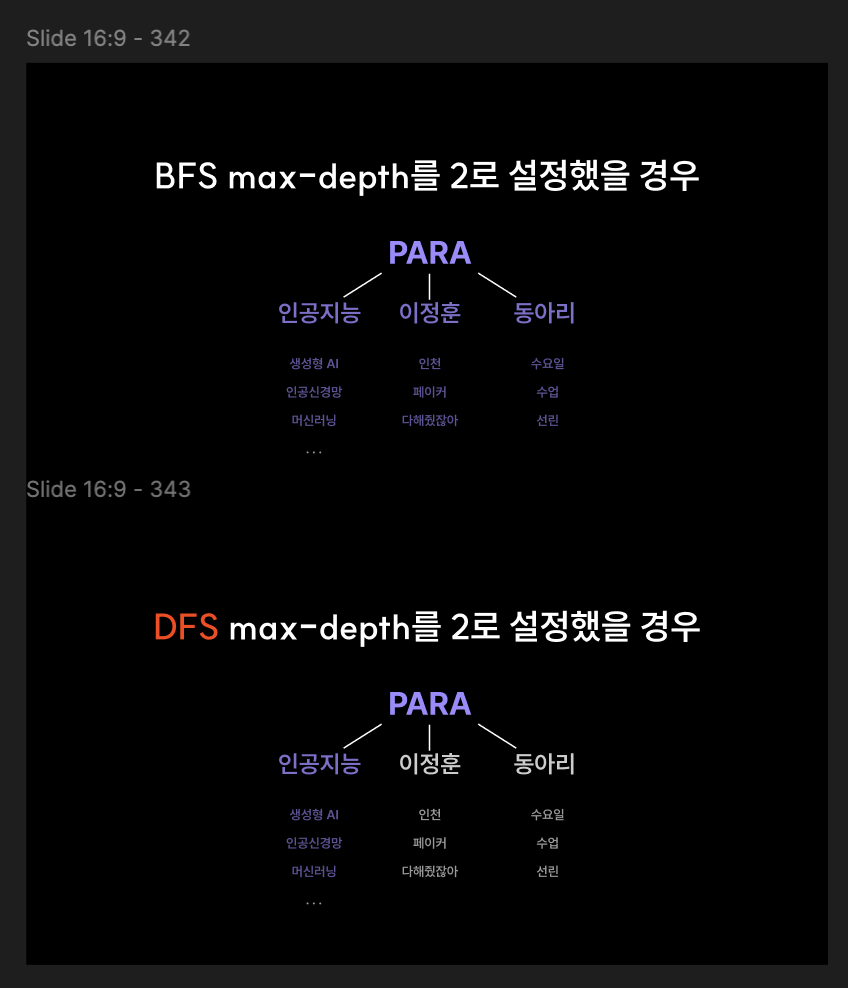 Slide 16:9 - 342
BFS max-depth를 2로 설정했을 경우
PARA
인공지능 이정훈 동아리
생성형 AI 인천 수요일
인공신경망 페이커 수업
머신러닝 다해줬잖아 선린
...
Slide 16:9 - 343
DFS max-depth를 2로 설정했을 경우
PARA
인공지능 이정훈 동아리
생성형 AI 인천 수요일
인공신경망 페이커 수업
머신러닝 다해줬잖아 선린
...